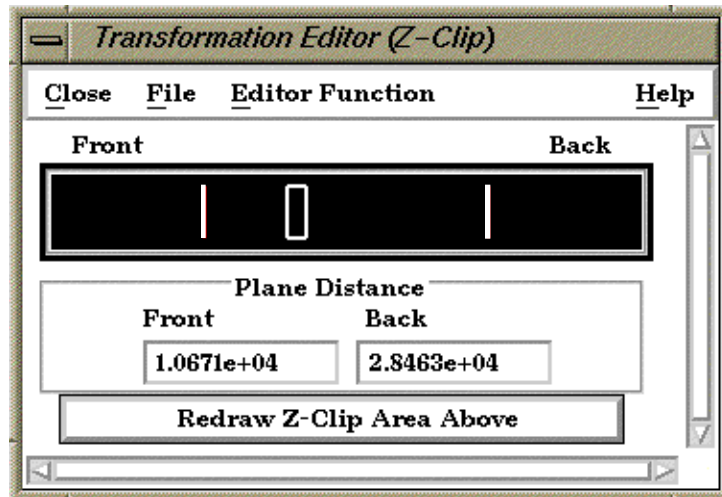 Transformation Editor (Z-Clip)
Close File Editor Function Help
Front Back
Plane Distance
Front Back
1.0671e+04 2.8463e+04
Redraw Z-Clip Area Above